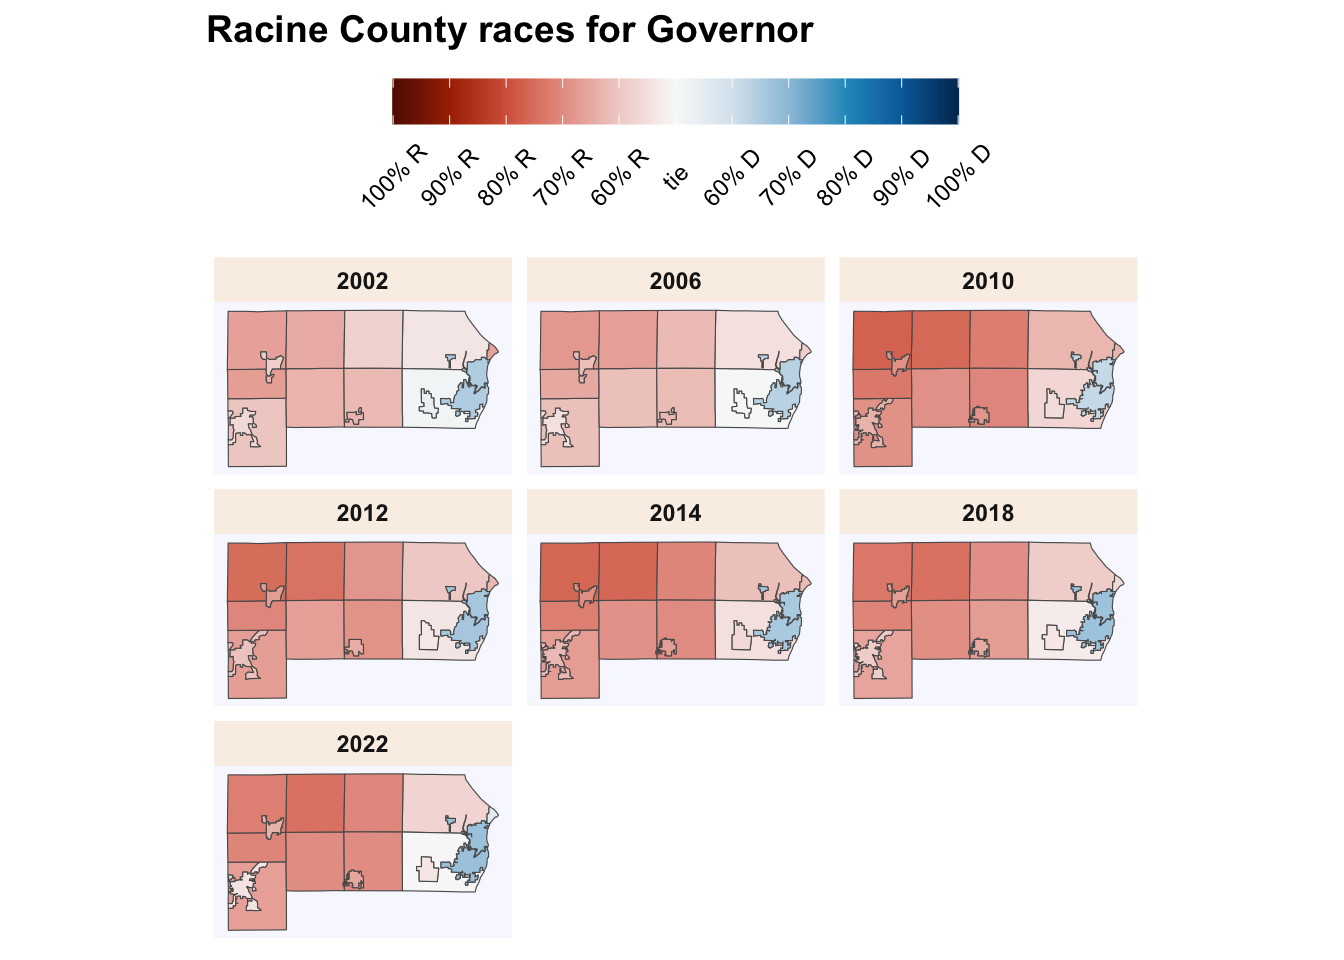 Racine County races for Governor
100% R
90% R
80% R
70% R
60% R
tie
60% D
70% D
80% D
90% D
100% D
2002
2006
2010
2012
2014
2018
2022